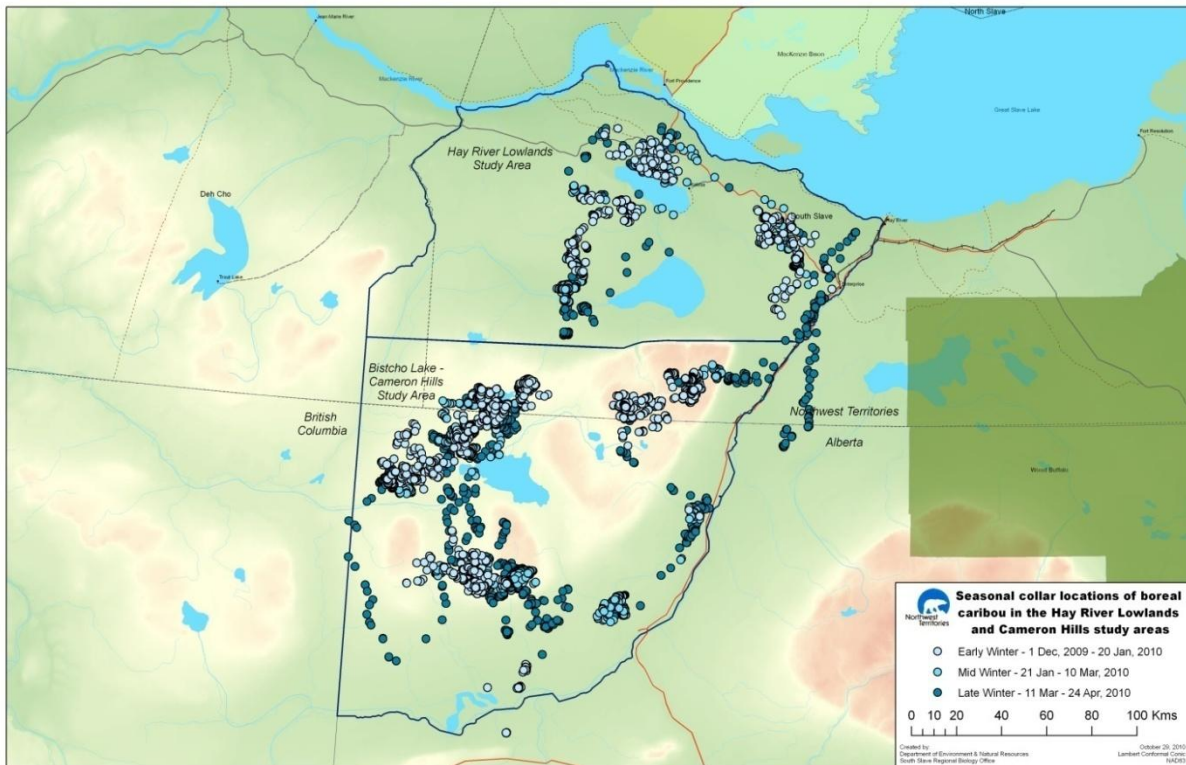 North Slave
Jean Marie River
Mackenzie River
Mackenzie River
MacKenzie Bison
Fort Providence
Great Slave Lake
Fort Resolution
Hay River Lowlands
Study Area
Deh Cho
South Slave
Hay River
Trout Lake
Enterprise
Bistcho Lake -
Cameron Hills
Study Area
British
Columbia
Northwest Territories
Alberta
Wood Buffalo
Northwest
Territories
Seasonal collar locations of boreal
caribou in the Hay River Lowlands
and Cameron Hills study areas
Early Winter - 1 Dec, 2009 - 20 Jan, 2010
Mid Winter - 21 Jan - 10 Mar, 2010
Late Winter - 11 Mar - 24 Apr, 2010
0 10 20 40 60 80 100 Kms
Created by:
Department of Environment & Natural Resources
South Slave Regional Biology Office
October 29, 2010
Lambert Conformal Conic
NAD83